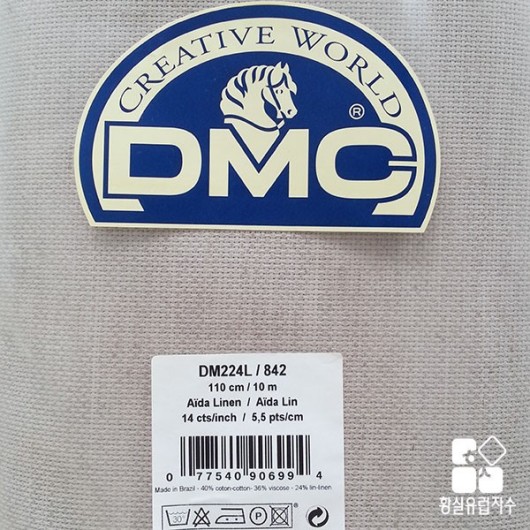 CREATIVE WORLD
DMC
®
DM224L / 842
110 cm / 10 m
Aïda Linen / Aïda Lin
14 cts/inch / 5,5 pts/cm
0 77540 90699 4
Made in Brazil - 40% coton-cotton- 36% viscose - 24% lin-linen
30
P
황실유럽자수